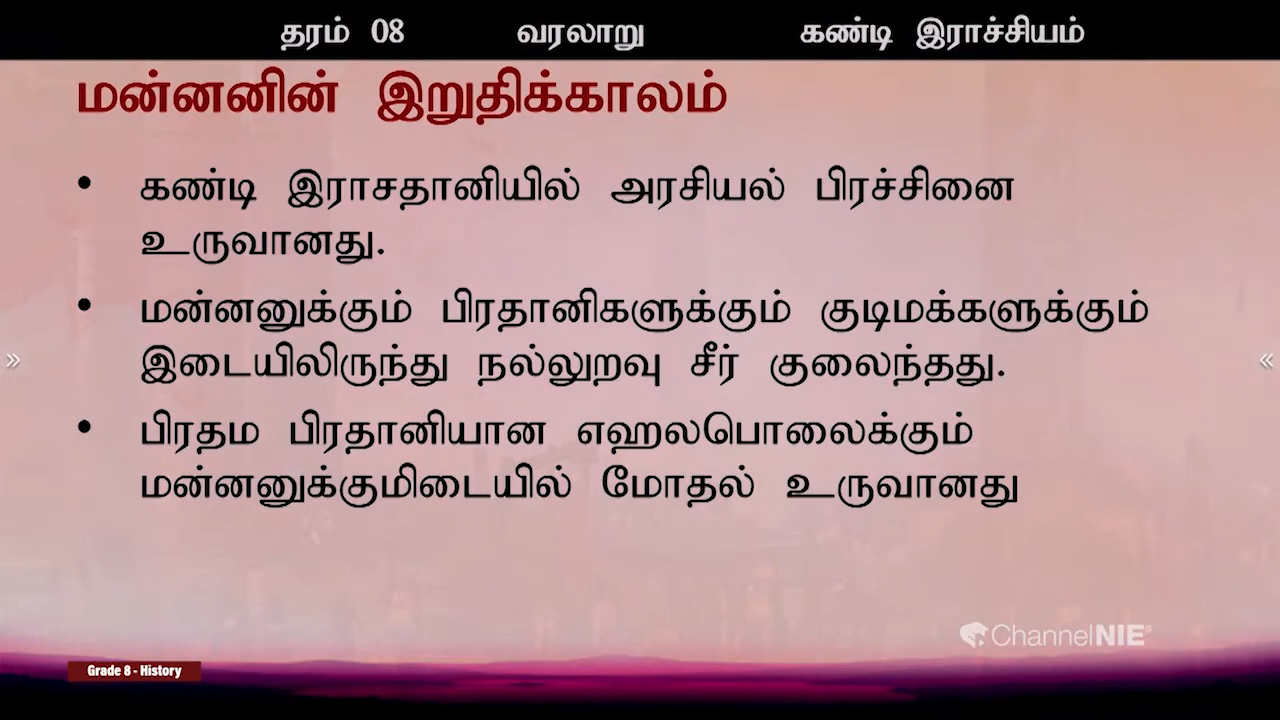 தரம் 08 வரலாறு கண்டி இராச்சியம்
மன்னனின் இறுதிக்காலம்
• கண்டி இராசதானியில் அரசியல் பிரச்சினை
உருவானது.
• மன்னனுக்கும் பிரதானிகளுக்கும் குடிமக்களுக்கும்
இடையிலிருந்து நல்லுறவு சீர் குலைந்தது.
• பிரதம பிரதானியான எஹலபொலைக்கும்
மன்னனுக்குமிடையில் மோதல் உருவானது
ChannelNIE
Grade 8 - History